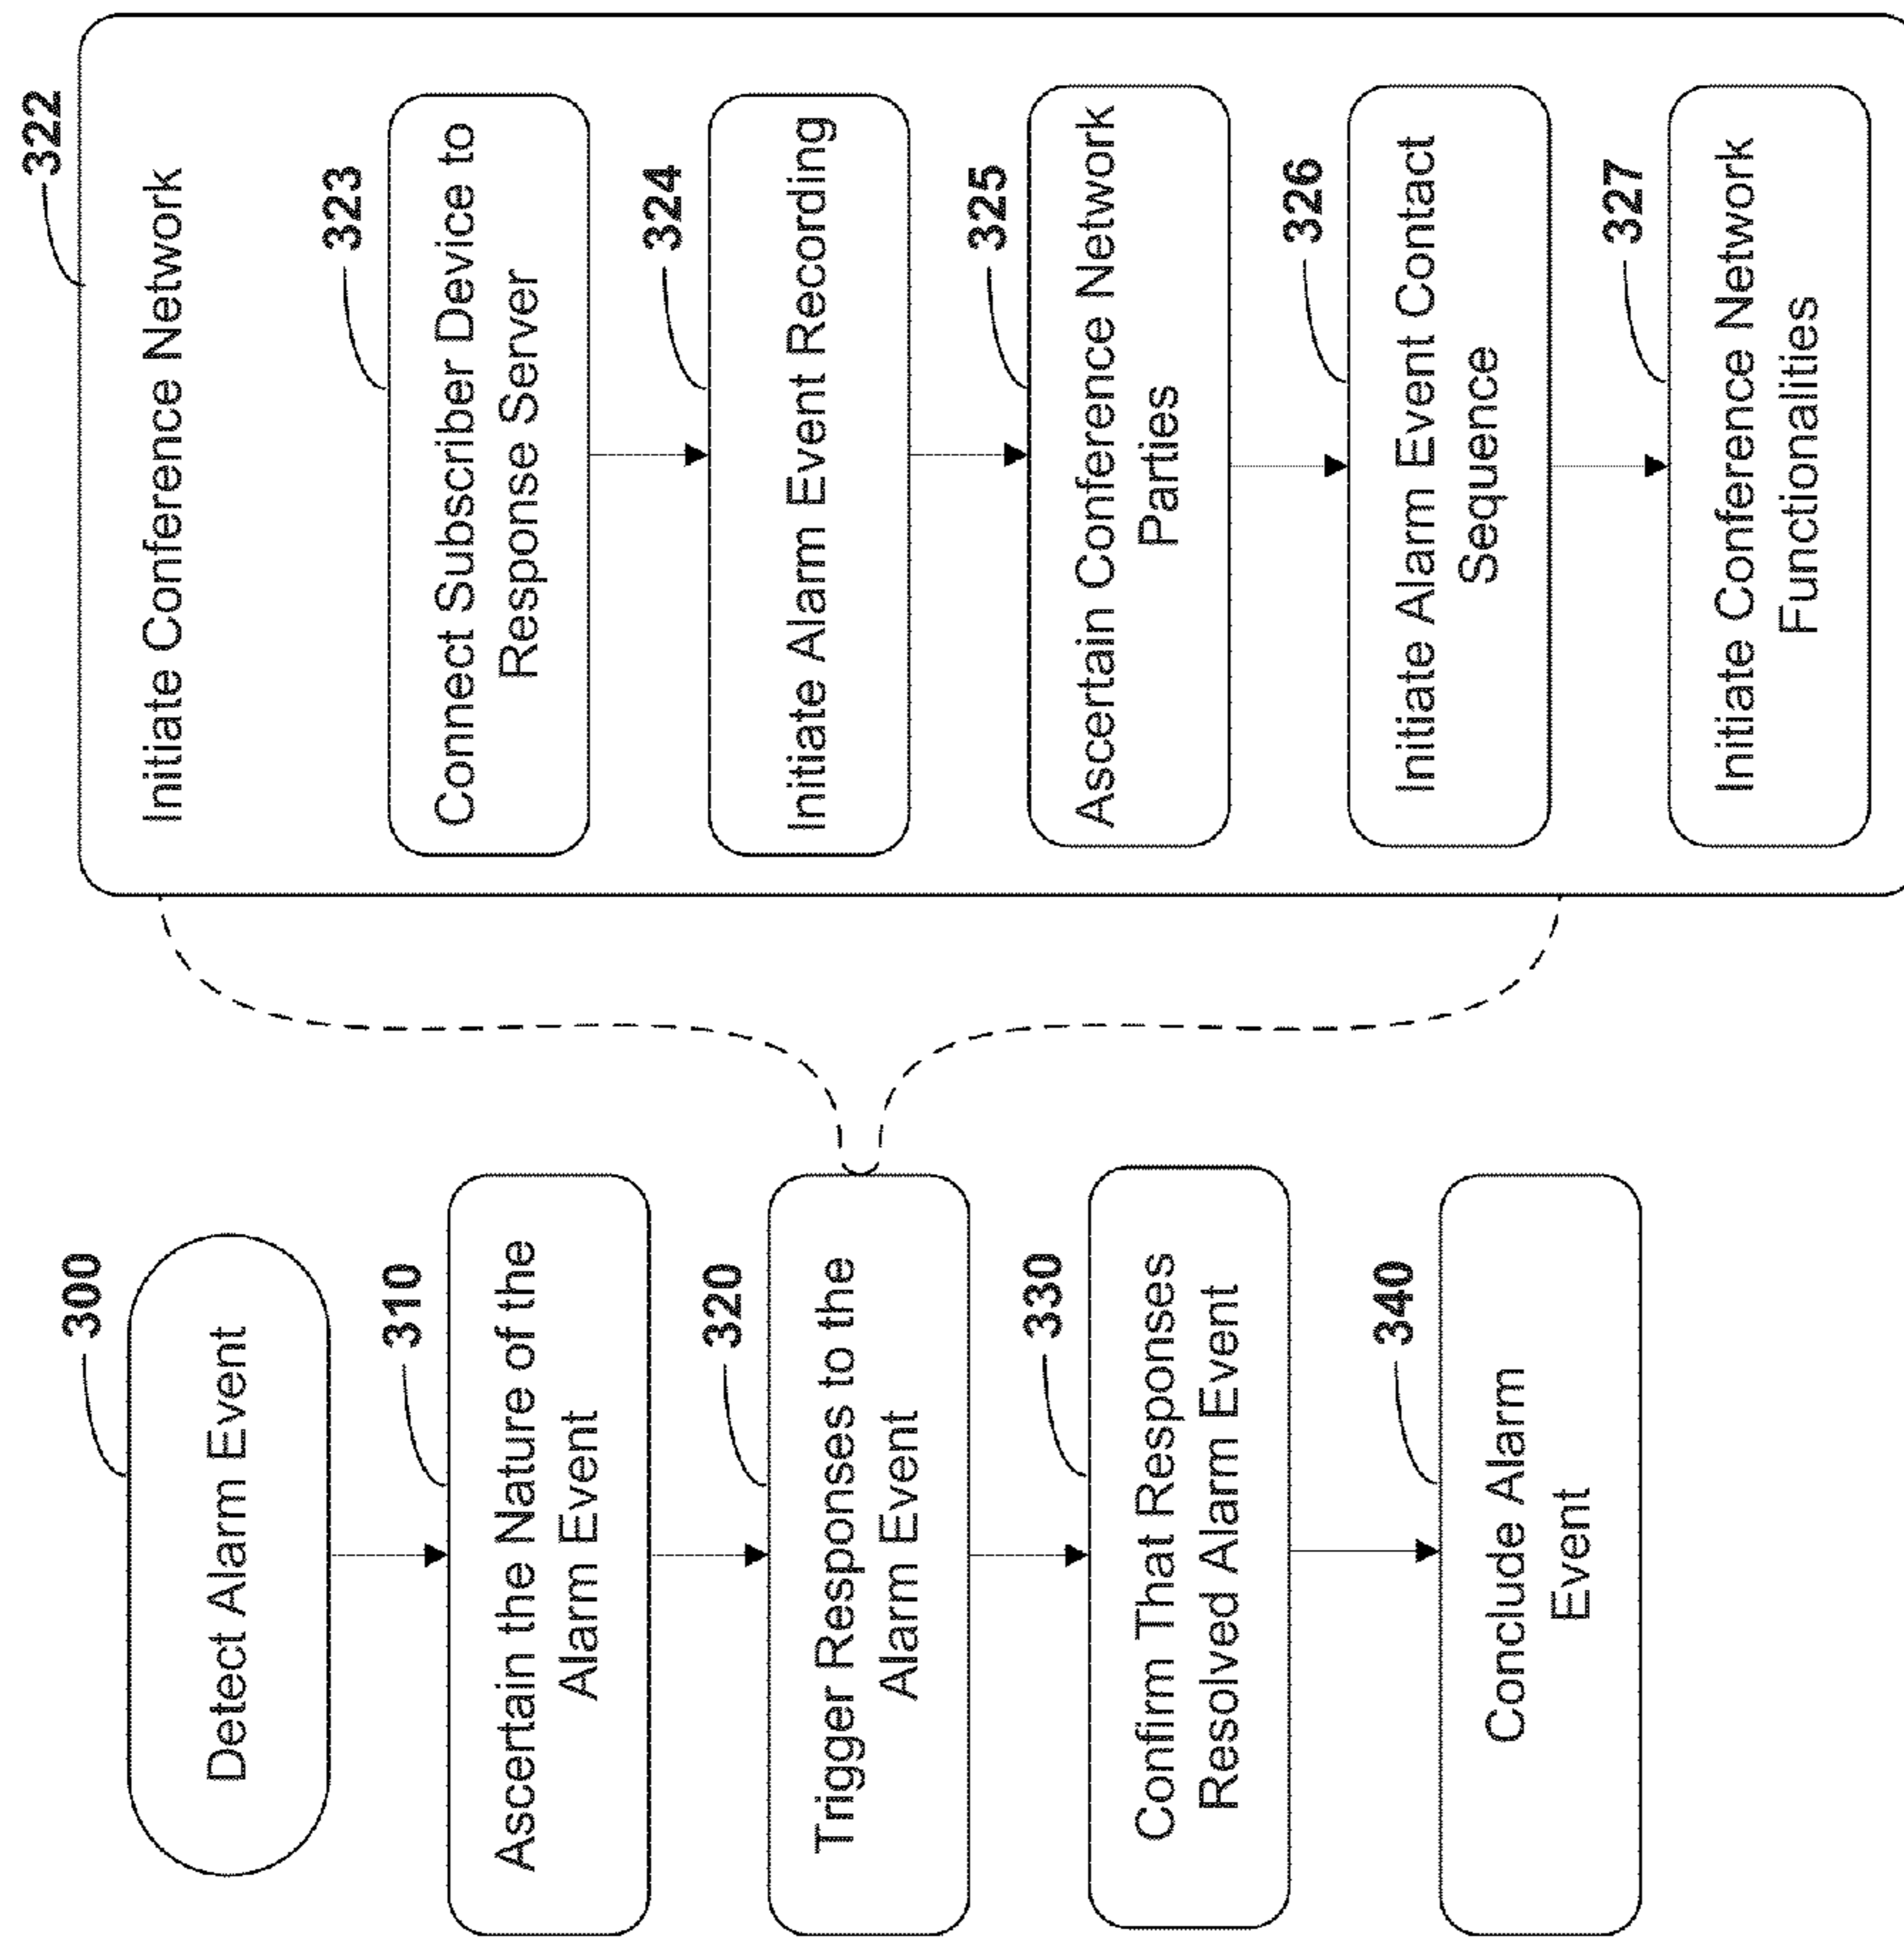 300
Detect Alarm Event
310
Ascertain the Nature of the
Alarm Event
320
Trigger Responses to the
Alarm Event
330
Confirm That Responses
Resolved Alarm Event
340
Conclude Alarm
Event
322
Initiate Conference Network
323
Connect Subscriber Device to
Response Server
324
Initiate Alarm Event Recording
325
Ascertain Conference Network
Parties
326
Initiate Alarm Event Contact
Sequence
327
Initiate Conference Network
Functionalities